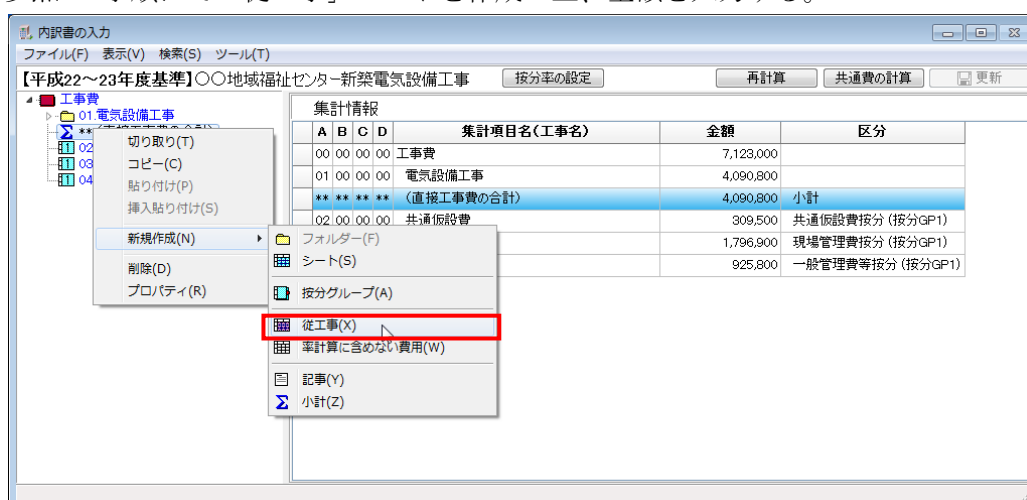 内訳書の入力
ファイル(F) 表示(V) 検索(S) ツール(T)
【平成22～23年度基準】○○地域福祉センター新築電気設備工事 按分率の設定 再計算 共通費の計算 更新
工事費
01.電気設備工事
02
03
04
切り取り(T)
コピー(C)
貼り付け(P)
挿入貼り付け(S)
新規作成(N)
削除(D)
プロパティ(R)
フォルダー(F)
シート(S)
按分グループ(A)
従工事(X)
率計算に含めない費用(W)
記事(Y)
小計(Z)
集計情報
A B C D 集計項目名(工事名) 金額 区分
00 00 00 00 工事費 7,123,000
01 00 00 00 電気設備工事 4,090,800
** ** ** ** (直接工事費の合計) 4,090,800 小計
02 00 00 00 共通仮設費 309,500 共通仮設費按分(按分GP1)
1,796,900 現場管理費按分(按分GP1)
925,800 一般管理費等按分(按分GP1)